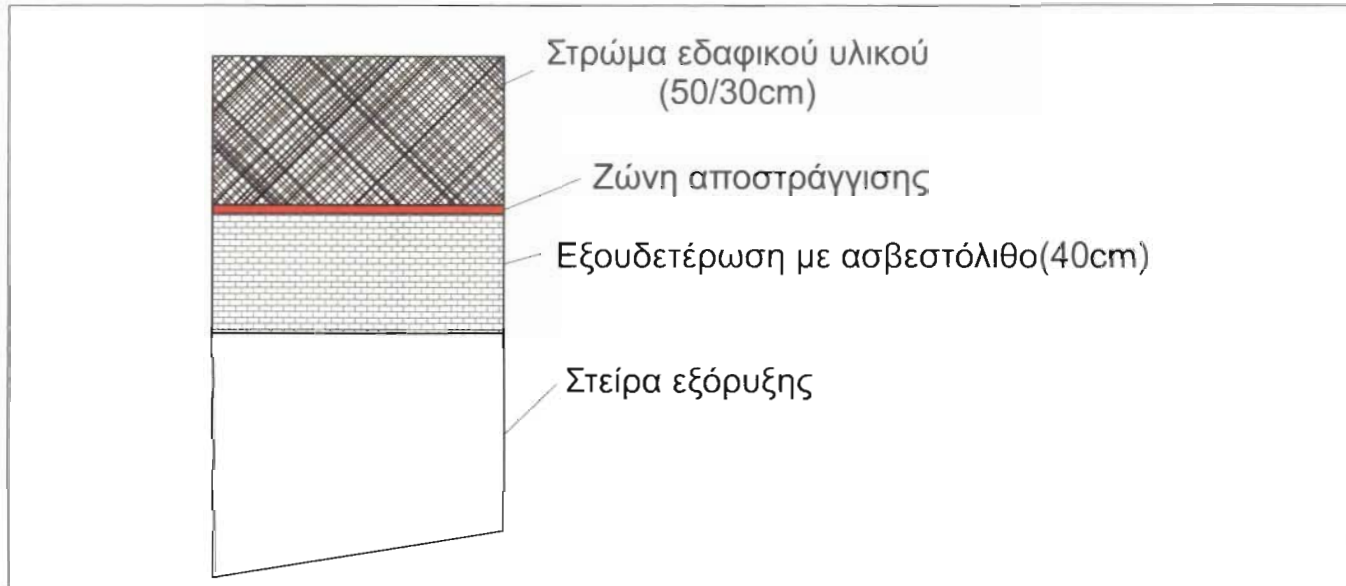 Στρώμα εδαφικού υλικού
(50/30cm)
Ζώνη αποστράγγισης
Εξουδετέρωση με ασβεστόλιθο(40cm)
Στείρα εξόρυξης